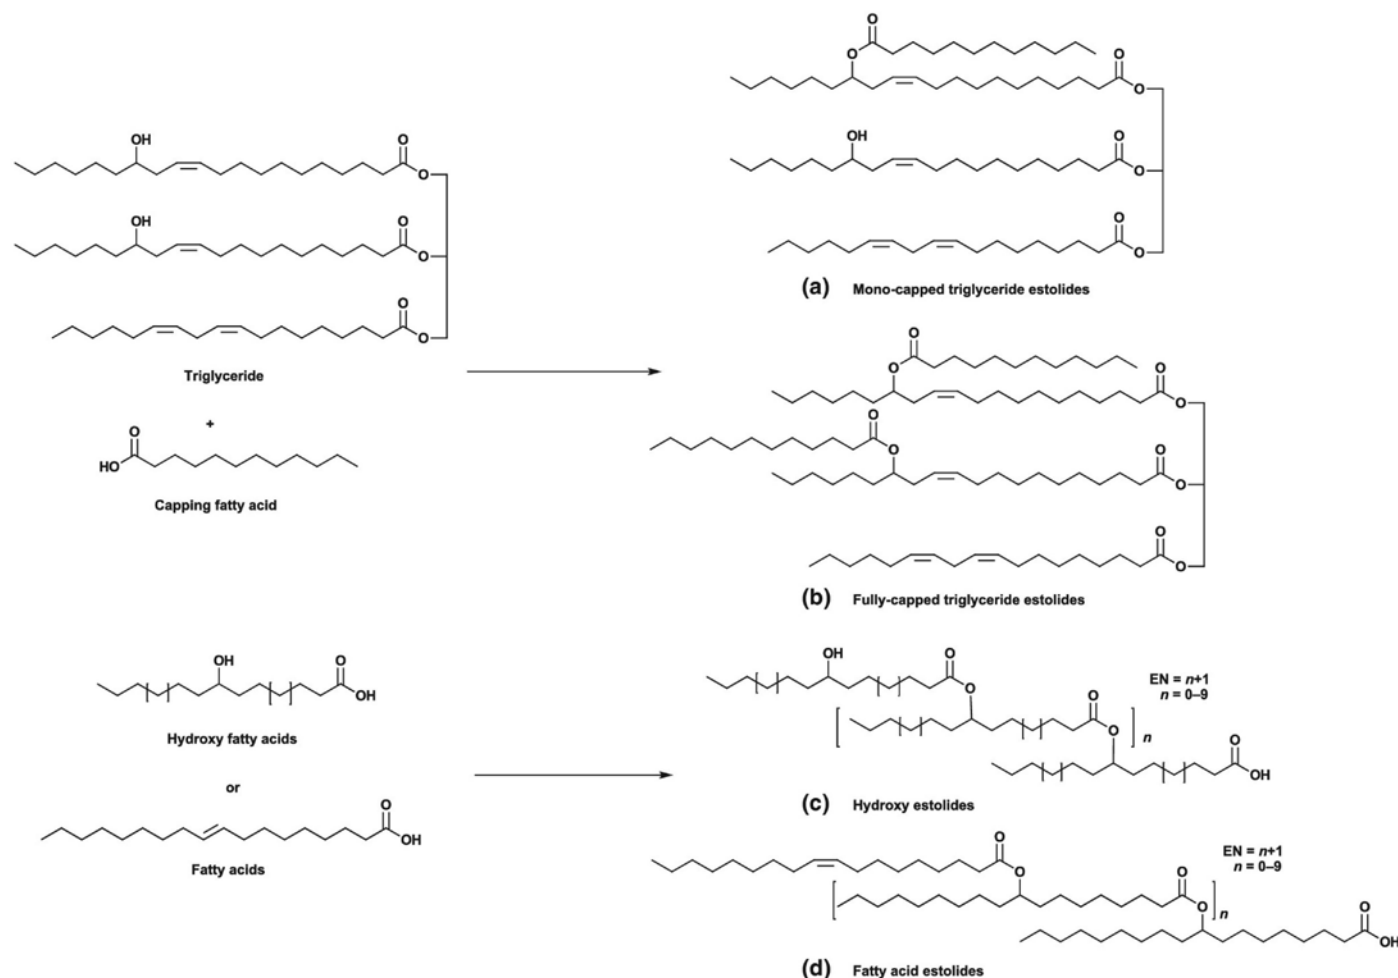 OH
O
O
OH
O
O
O
O
Triglyceride
+
O
HO
Capping fatty acid
O
O
O
O
OH
O
O
O
O
(a) Mono-capped triglyceride estolides
O
O
O
O
O
O
O
O
O
O
(b) Fully-capped triglyceride estolides
OH
O
OH
Hydroxy fatty acids
or
O
OH
Fatty acids
OH
O
O
EN = n+1
n = 0–9
O
O
n
O
OH
(c) Hydroxy estolides
O
O
EN = n+1
n = 0–9
O
O
n
O
OH
(d) Fatty acid estolides